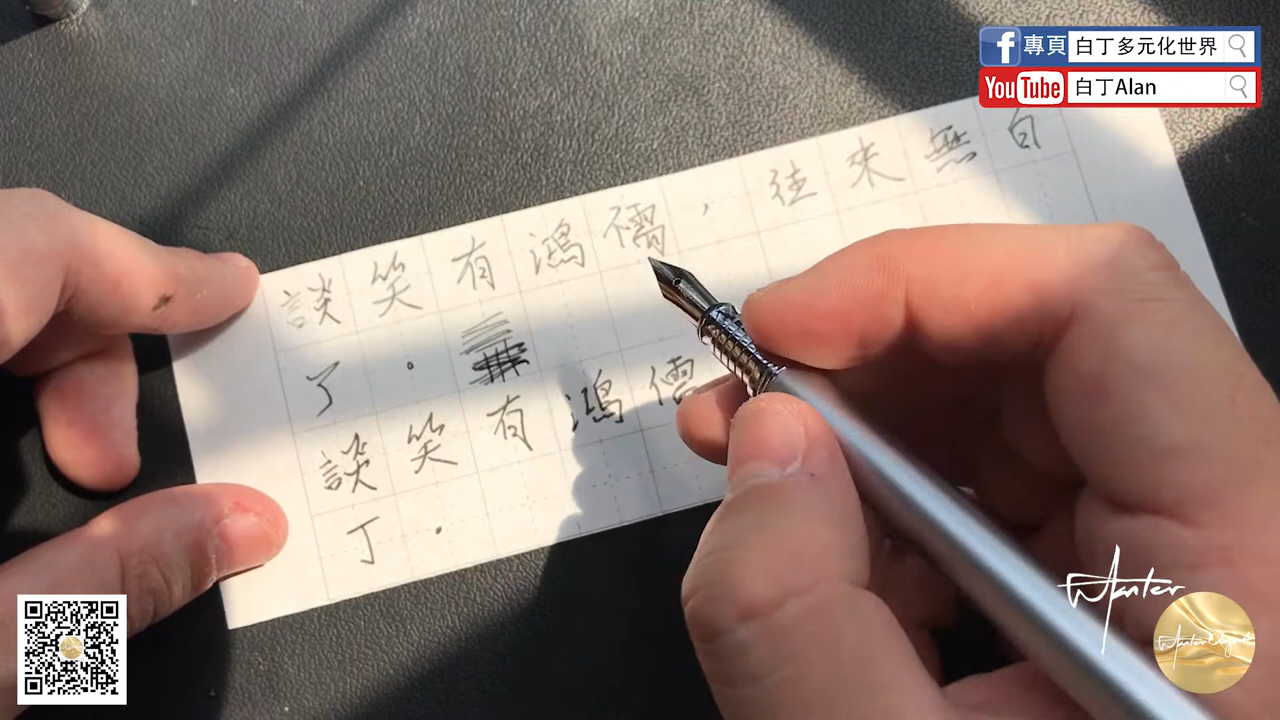 專頁 白丁多元化世界
YouTube 白丁Alan
談笑有鴻儒，往來無白
丁．
談笑有鴻儒
丁．
Wanter